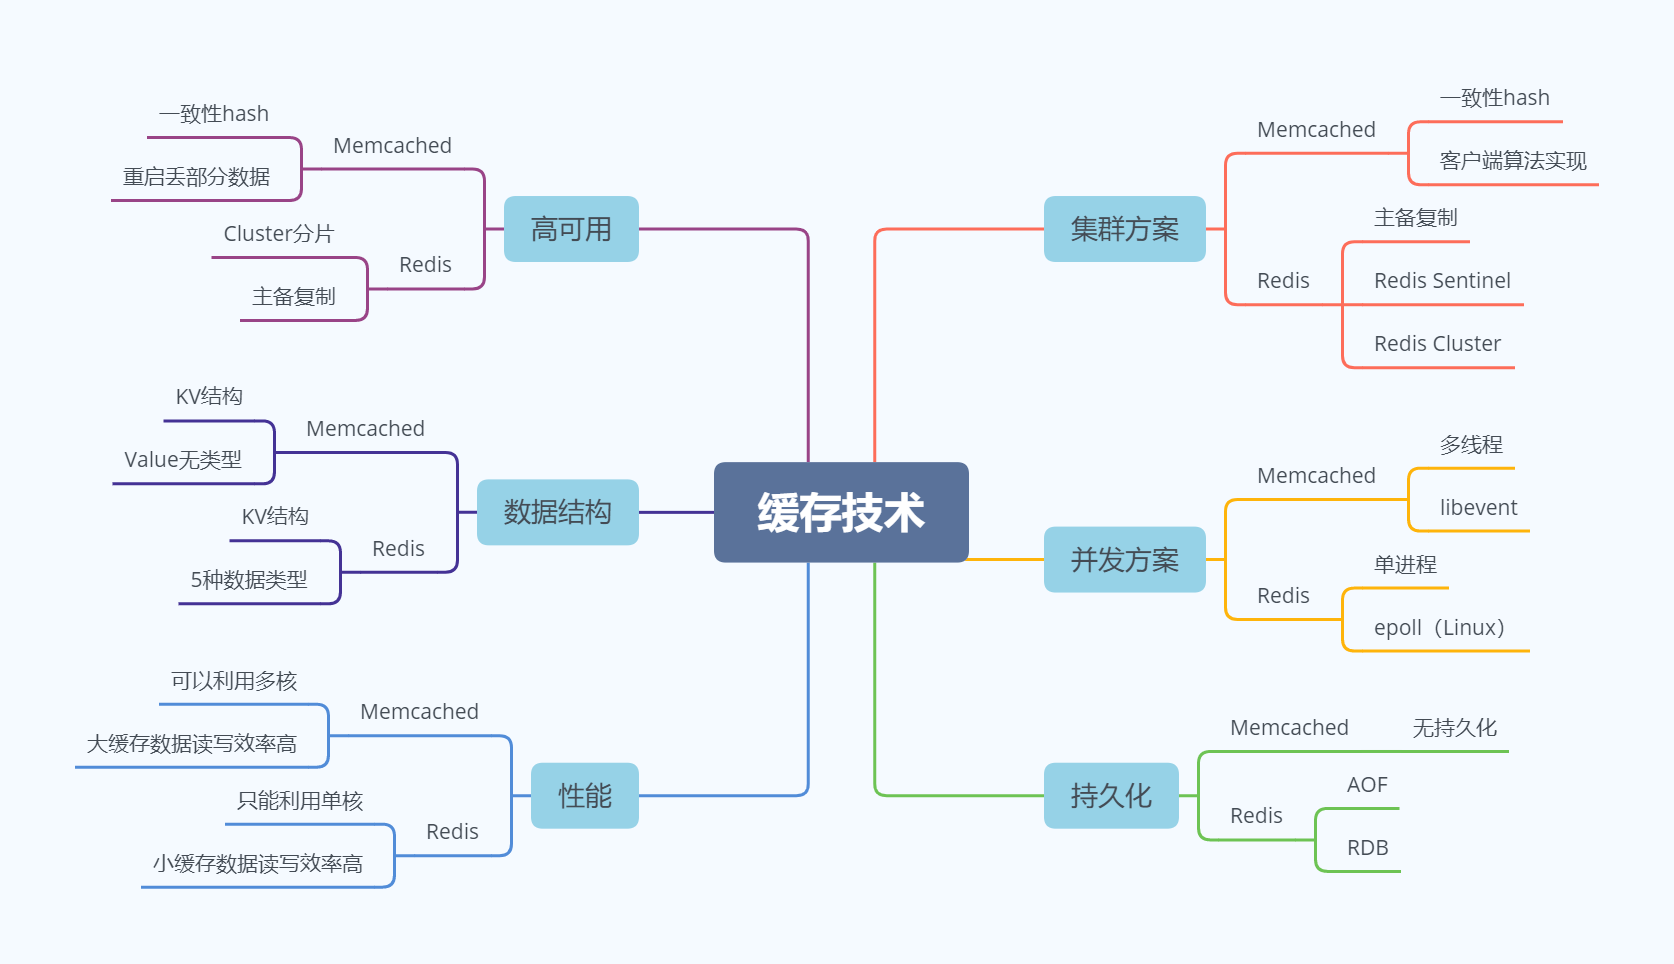 缓存技术
集群方案
Memcached
一致性hash
客户端算法实现
Redis
主备复制
Redis Sentinel
Redis Cluster
并发方案
Memcached
多线程
libevent
Redis
单进程
epoll（Linux）
持久化
Memcached
无持久化
Redis
AOF
RDB
高可用
Memcached
一致性hash
重启丢部分数据
Redis
Cluster分片
主备复制
数据结构
Memcached
KV结构
Value无类型
Redis
KV结构
5种数据类型
性能
Memcached
可以利用多核
大缓存数据读写效率高
Redis
只能利用单核
小缓存数据读写效率高